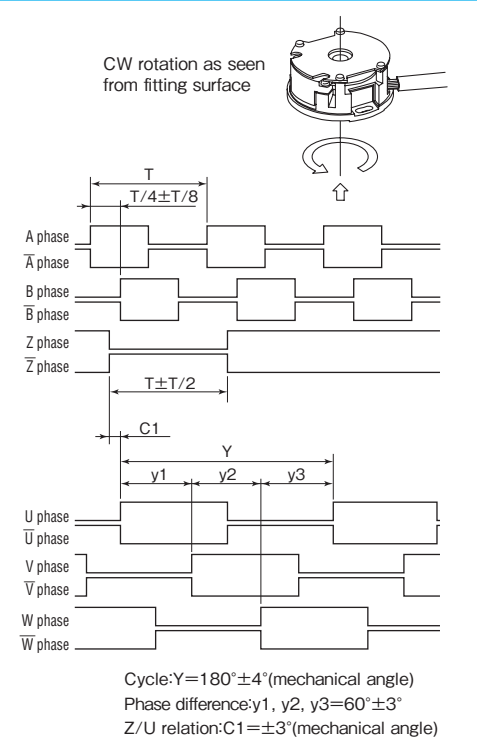 CW rotation as seen
from fitting surface
T
T/4±T/8
A phase
A̅ phase
B phase
B̅ phase
Z phase
Z̅ phase
T±T/2
C1
Y
y1 y2 y3
U phase
U̅ phase
V phase
V̅ phase
W phase
W̅ phase
Cycle:Y=180°±4°(mechanical angle)
Phase difference:y1, y2, y3=60°±3°
Z/U relation:C1=±3°(mechanical angle)